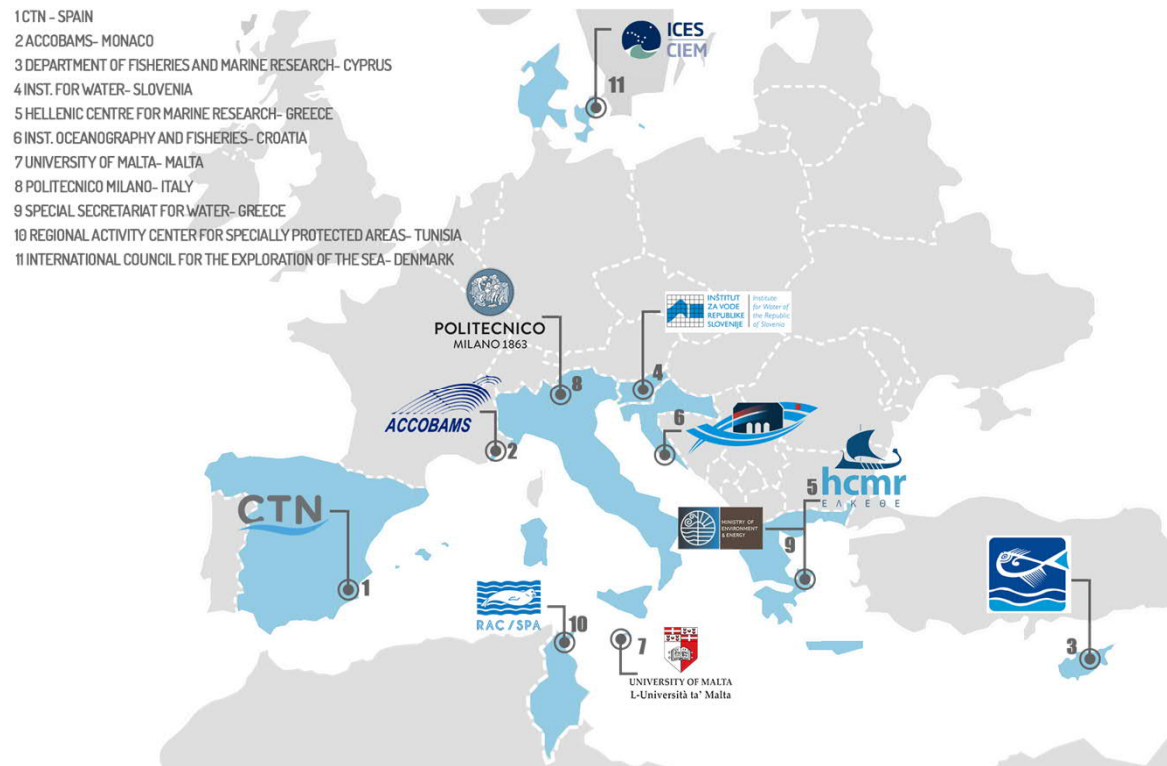 1 CTN - SPAIN
2 ACCOBAMS- MONACO
3 DEPARTMENT OF FISHERIES AND MARINE RESEARCH- CYPRUS
4 INST. FOR WATER- SLOVENIA
5 HELLENIC CENTRE FOR MARINE RESEARCH- GREECE
6 INST. OCEANOGRAPHY AND FISHERIES- CROATIA
7 UNIVERSITY OF MALTA- MALTA
8 POLITECNICO MILANO- ITALY
9 SPECIAL SECRETARIAT FOR WATER- GREECE
10 REGIONAL ACTIVITY CENTER FOR SPECIALLY PROTECTED AREAS- TUNISIA
11 INTERNATIONAL COUNCIL FOR THE EXPLORATION OF THE SEA- DENMARK
ICES
CIEM
11
POLITECNICO
MILANO 1863
8
INŠTITUT
ZA VODE
REPUBLIKE
SLOVENIJE
Institute
for Water of
the Republic
of Slovenia
4
ACCOBAMS
2
6
hcmr
ΕΛΚΕΘΕ
5
CTN
1
MINISTRY OF
ENVIRONMENT
& ENERGY
9
RAC/SPA
10
7
UNIVERSITY OF MALTA
L-Università ta' Malta
3